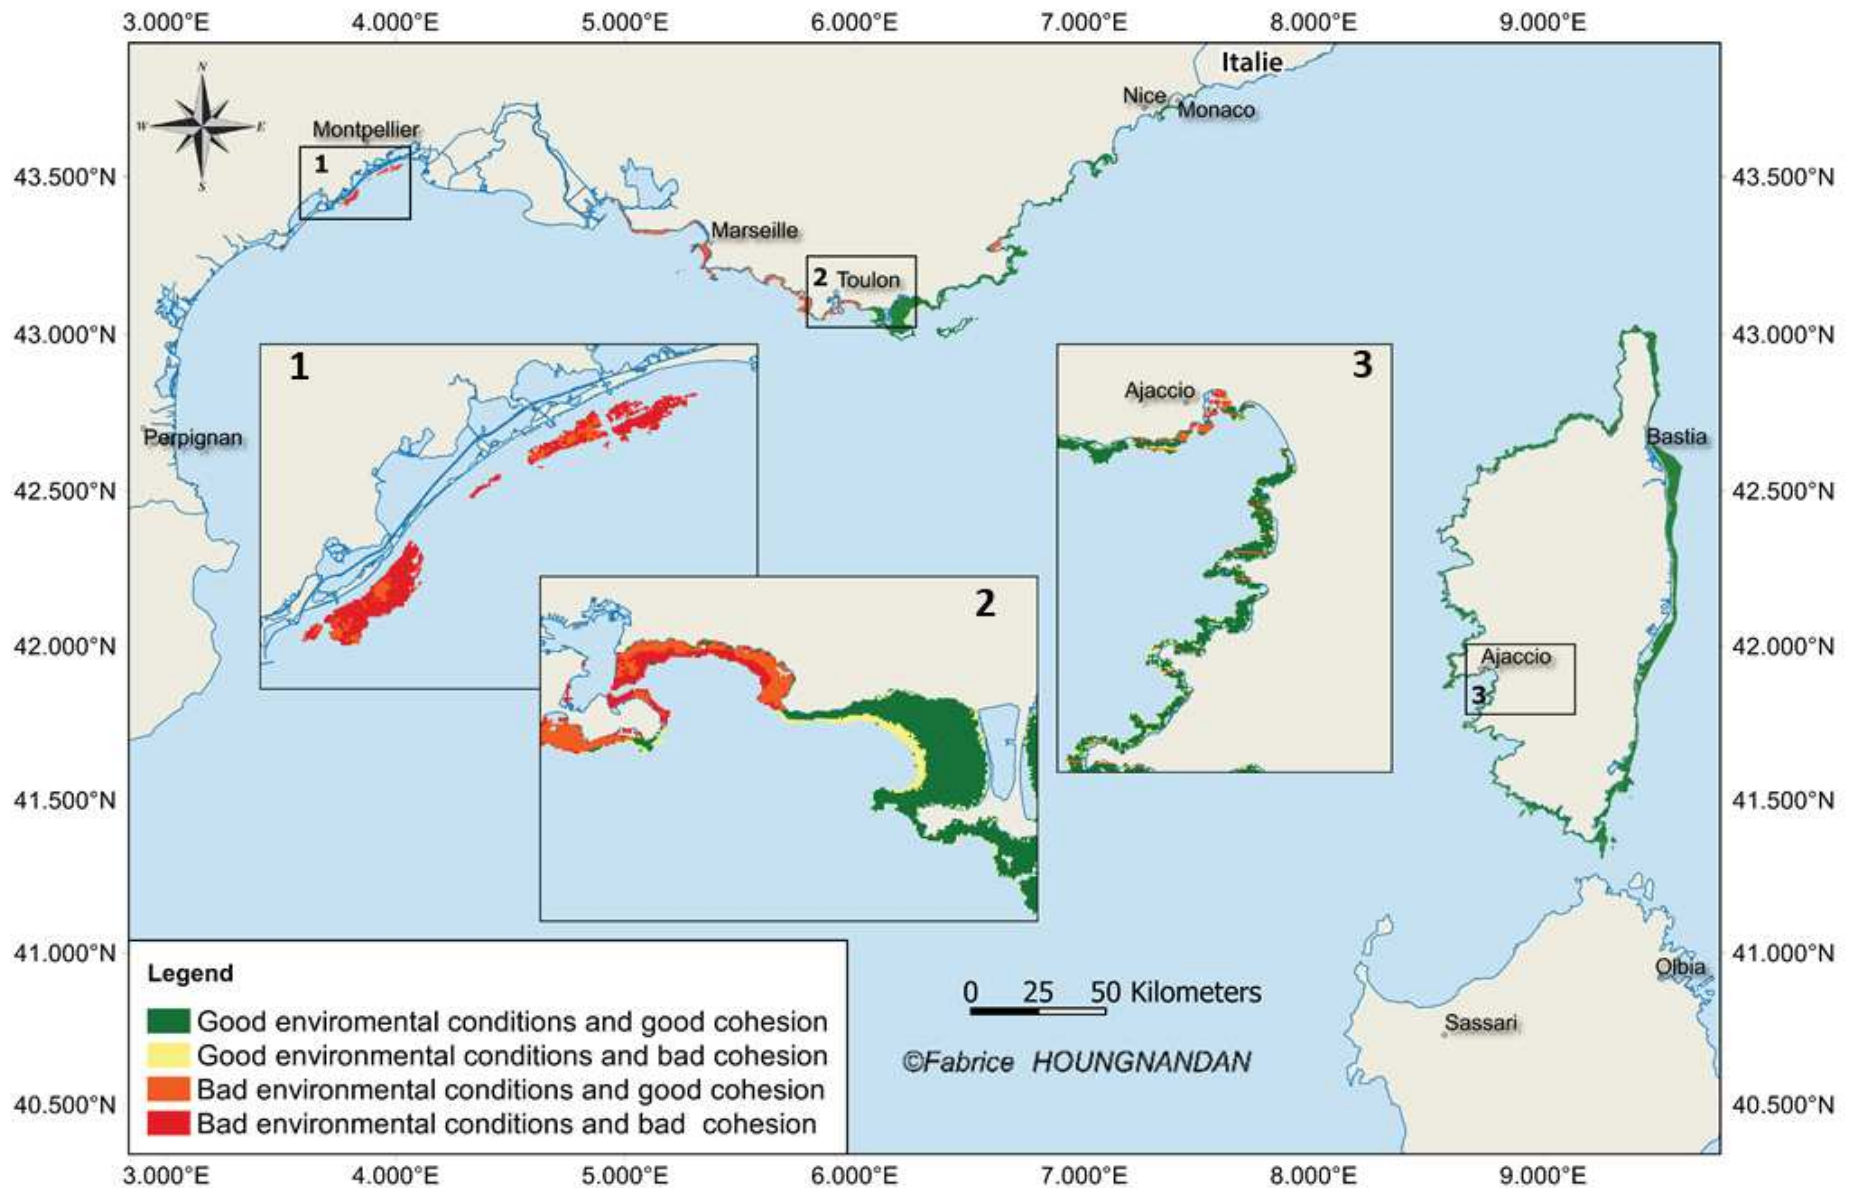 3.000°E 4.000°E 5.000°E 6.000°E 7.000°E 8.000°E 9.000°E
Italie
N
W E
S
Nice
Monaco
Montpellier
1
43.500°N 43.500°N
Marseille
2 Toulon
43.000°N 43.000°N
1
3
Ajaccio
Perpignan
Bastia
42.500°N 42.500°N
2
42.000°N 42.000°N
Ajaccio
3
41.500°N 41.500°N
41.000°N 41.000°N
Olbia
Legend
0 25 50 Kilometers
Good enviromental conditions and good cohesion
Sassari
Good environmental conditions and bad cohesion
©Fabrice HOUNGNANDAN
Bad environmental conditions and good cohesion
40.500°N 40.500°N
Bad environmental conditions and bad cohesion
3.000°E 4.000°E 5.000°E 6.000°E 7.000°E 8.000°E 9.000°E